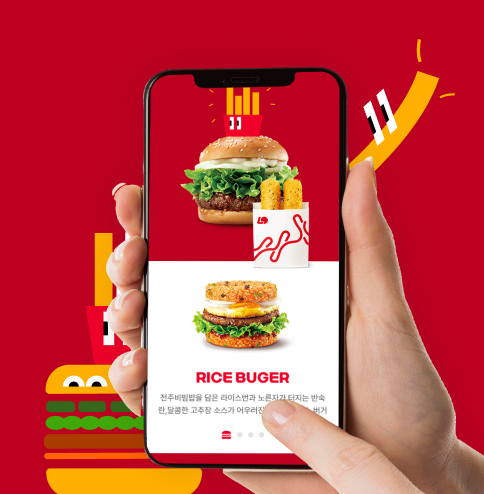 RICE BUGER
전주비빔밥을 담은 라이스번과 노른자가 터지는 반숙
란,달콤한 고추장 소스가 어우러진 버거